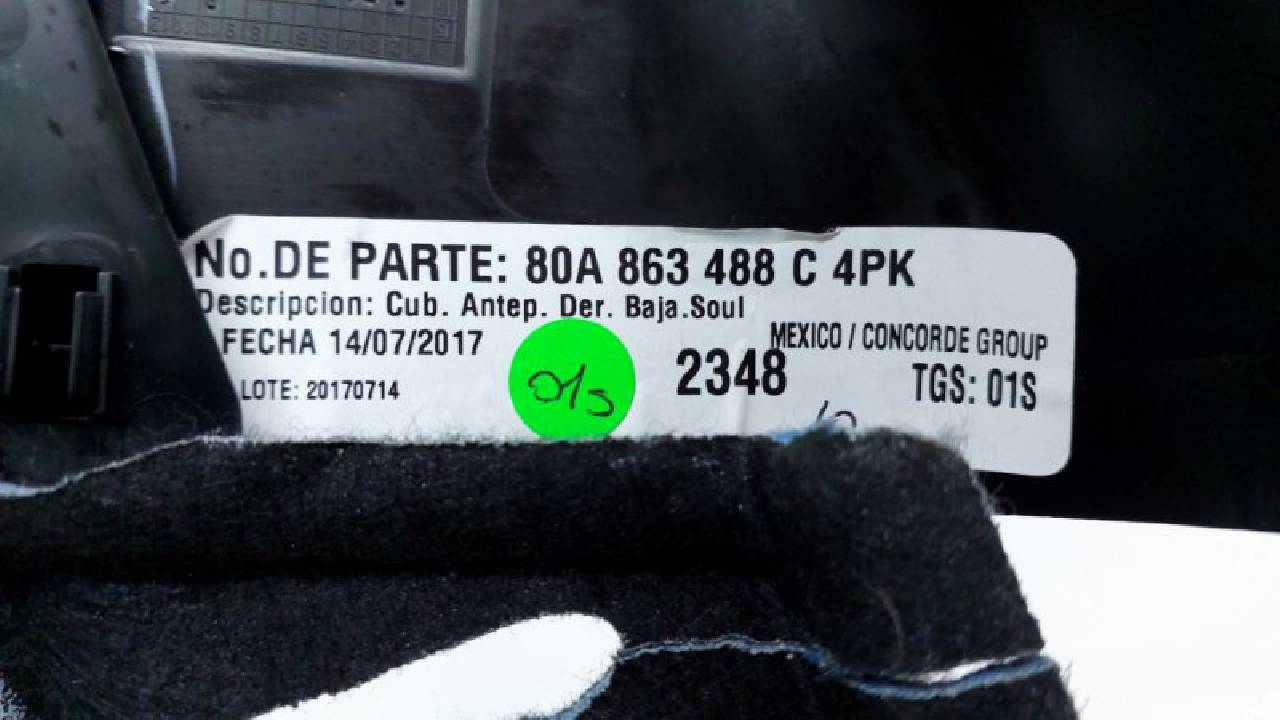 No.DE PARTE: 80A 863 488 C 4PK
Descripcion: Cub. Antep. Der. Baja.Soul
FECHA 14/07/2017
MEXICO / CONCORDE GROUP
2348
TGS: 01S
LOTE: 20170714
01S